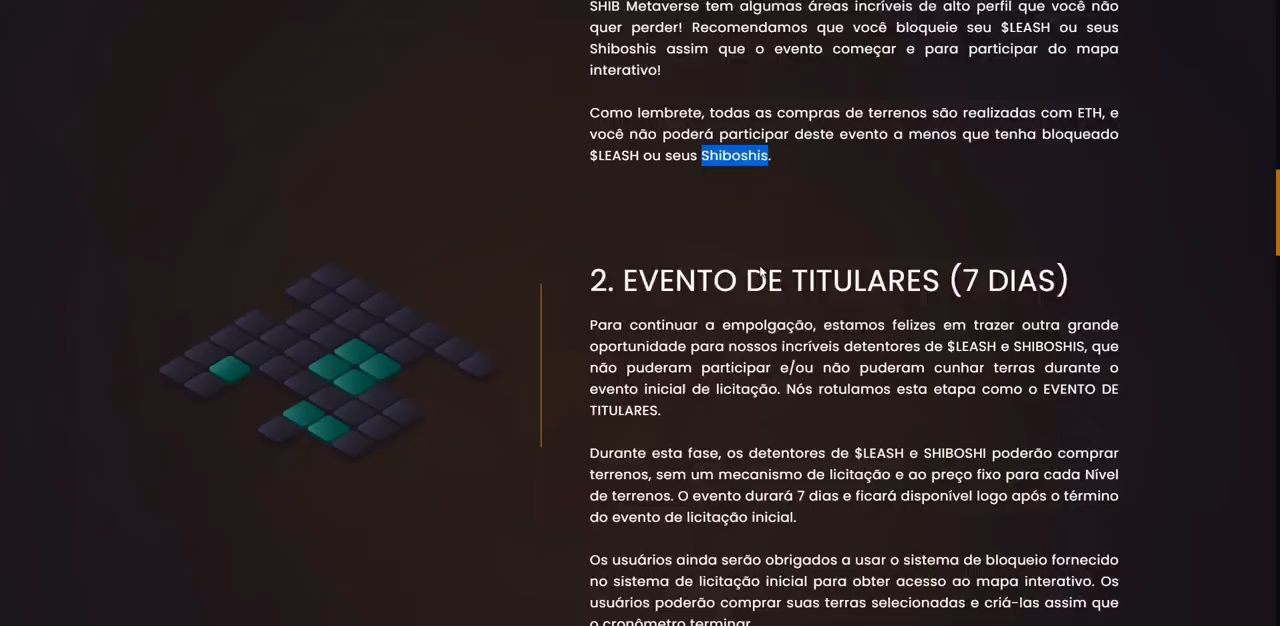 SHIB Metaverse tem algumas áreas incríveis de alto perfil que você não
quer perder! Recomendamos que você bloqueie seu $LEASH ou seus
Shiboshis assim que o evento começar e para participar do mapa
interativo!
Como lembrete, todas as compras de terrenos são realizadas com ETH, e
você não poderá participar deste evento a menos que tenha bloqueado
$LEASH ou seus Shiboshis.
2. EVENTO DE TITULARES (7 DIAS)
Para continuar a empolgação, estamos felizes em trazer outra grande
oportunidade para nossos incríveis detentores de $LEASH e SHIBOSHIS, que
não puderam participar e/ou não puderam cunhar terras durante o
evento inicial de licitação. Nós rotulamos esta etapa como o EVENTO DE
TITULARES.
Durante esta fase, os detentores de $LEASH e SHIBOSHI poderão comprar
terrenos, sem um mecanismo de licitação e ao preço fixo para cada Nível
de terrenos. O evento durará 7 dias e ficará disponível logo após o término
do evento de licitação inicial.
Os usuários ainda serão obrigados a usar o sistema de bloqueio fornecido
no sistema de licitação inicial para obter acesso ao mapa interativo. Os
usuários poderão comprar suas terras selecionadas e criá-las assim que
o cronômetro terminar.